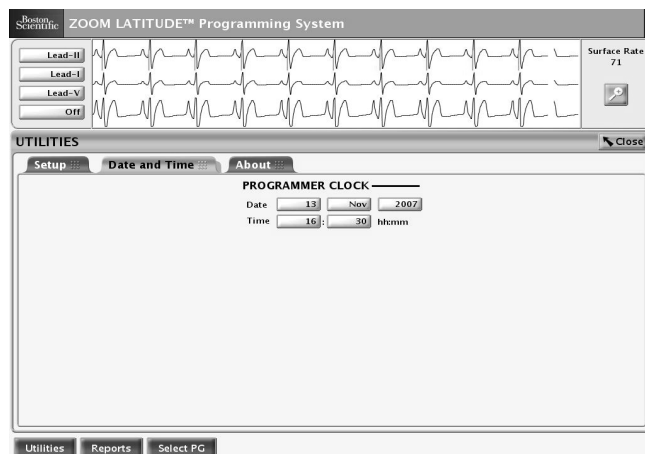 Boston
Scientific
ZOOM LATITUDE™ Programming System
Lead-II
Lead-I
Lead-V
Off
Surface Rate
71
UTILITIES
Close
Setup
Date and Time
About
PROGRAMMER CLOCK
Date 13 Nov 2007
Time 16 : 30 hh:mm
Utilities Reports Select PG